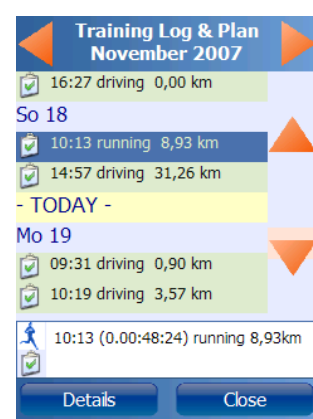 Training Log & Plan
November 2007
16:27 driving 0,00 km
So 18
10:13 running 8,93 km
14:57 driving 31,26 km
- TODAY -
Mo 19
09:31 driving 0,90 km
10:19 driving 3,57 km
10:13 (0.00:48:24) running 8,93km
Details Close